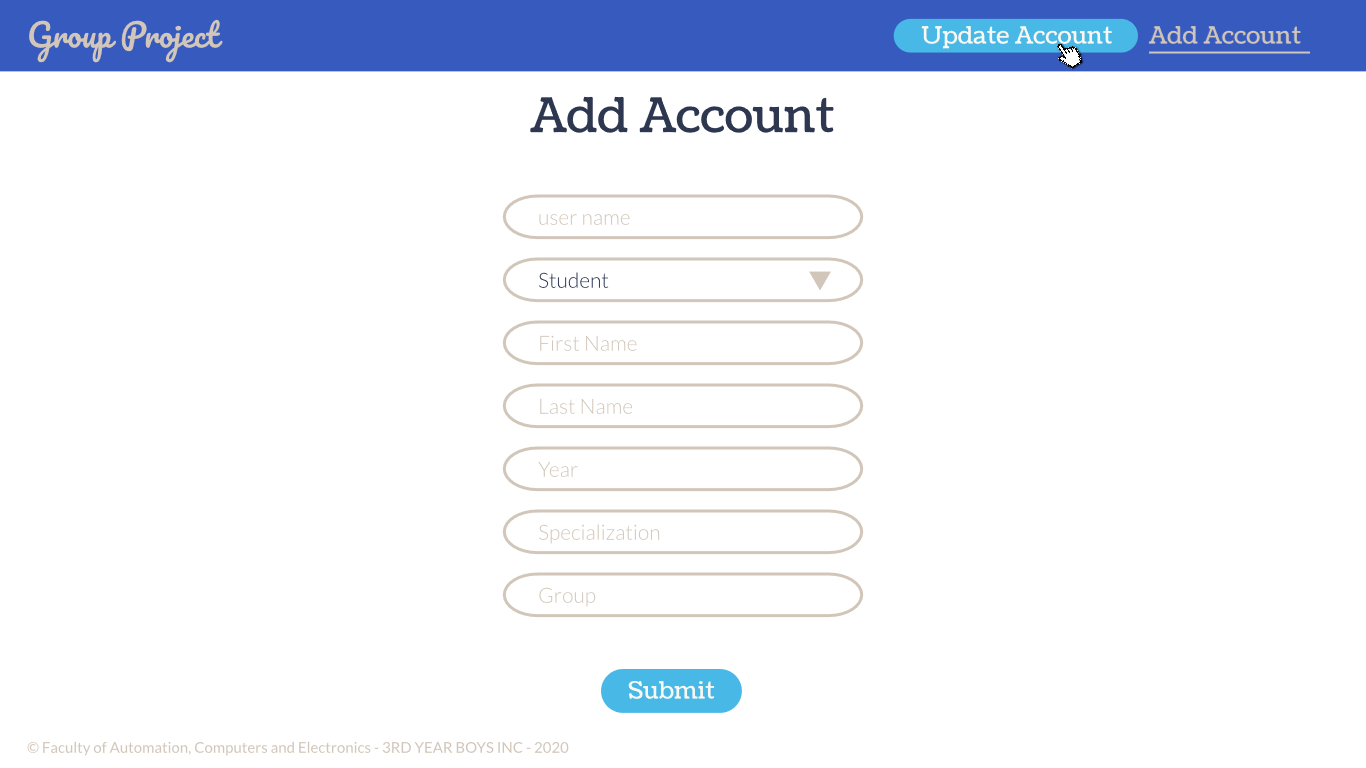 Group Project
Update Account
Add Account
Add Account
user name
Student
First Name
Last Name
Year
Specialization
Group
Submit
© Faculty of Automation, Computers and Electronics - 3RD YEAR BOYS INC - 2020